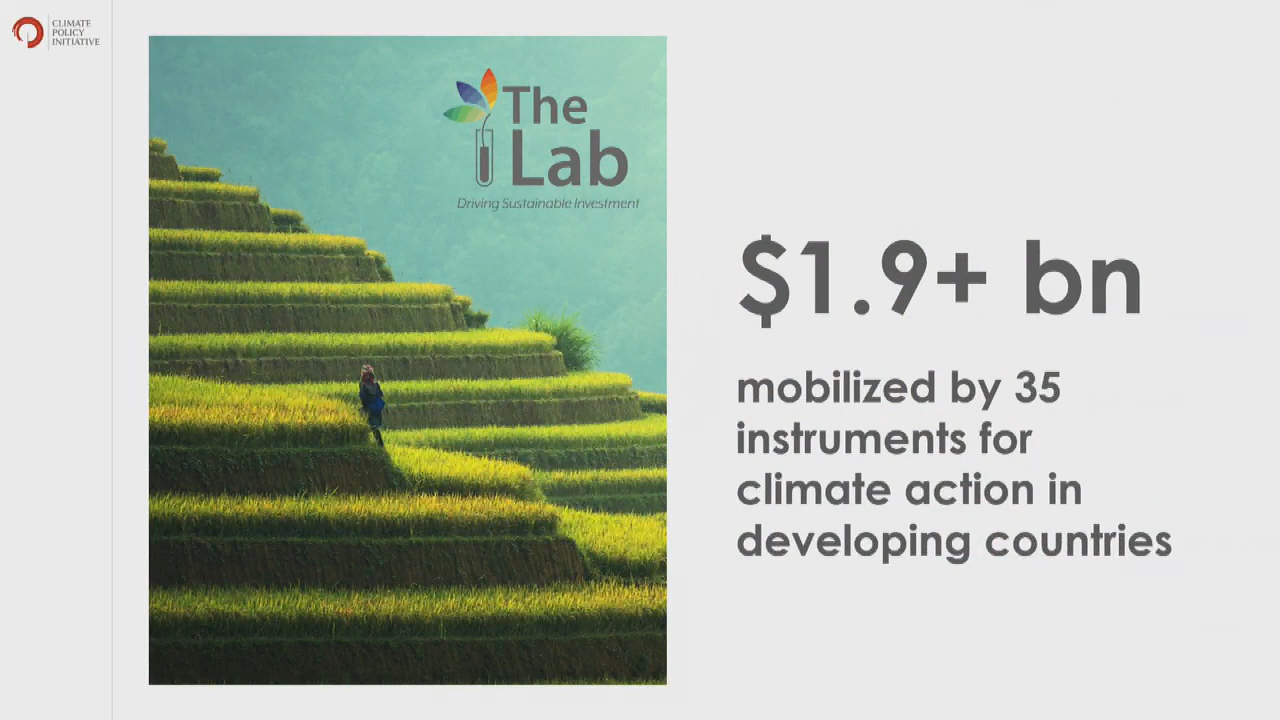 CLIMATE
POLICY
INITIATIVE
The
Lab
Driving Sustainable Investment
$1.9+ bn
mobilized by 35
instruments for
climate action in
developing countries